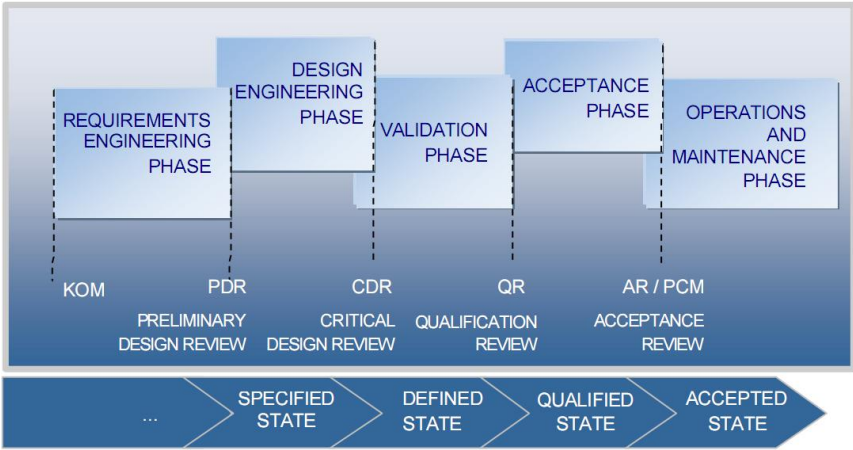 REQUIREMENTS
ENGINEERING
PHASE
DESIGN
ENGINEERING
PHASE
VALIDATION
PHASE
ACCEPTANCE
PHASE
OPERATIONS
AND
MAINTENANCE
PHASE
KOM
PDR
PRELIMINARY
DESIGN REVIEW
CDR
CRITICAL
DESIGN REVIEW
QR
QUALIFICATION
REVIEW
AR / PCM
ACCEPTANCE
REVIEW
...
SPECIFIED
STATE
DEFINED
STATE
QUALIFIED
STATE
ACCEPTED
STATE